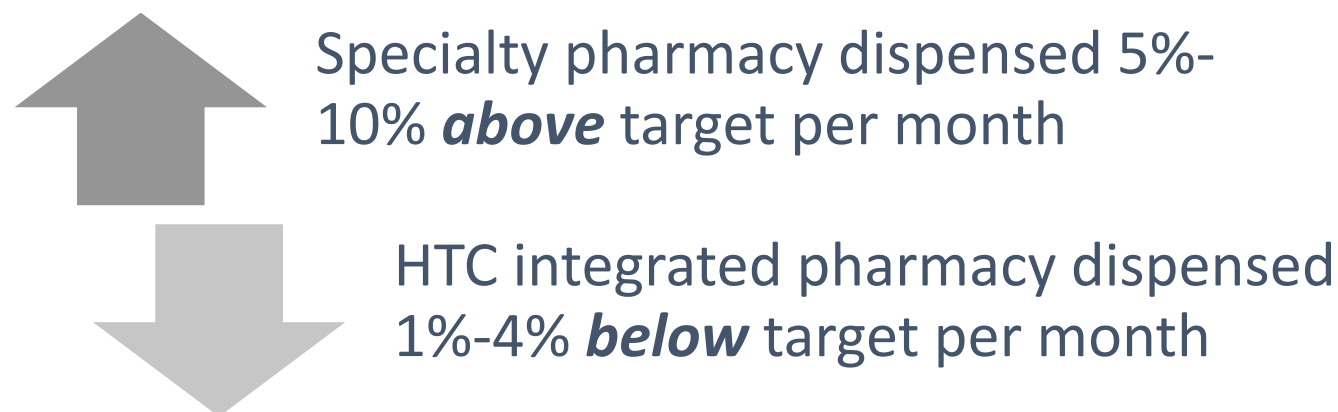 Specialty pharmacy dispensed 5%-
10% above target per month
HTC integrated pharmacy dispensed
1%-4% below target per month